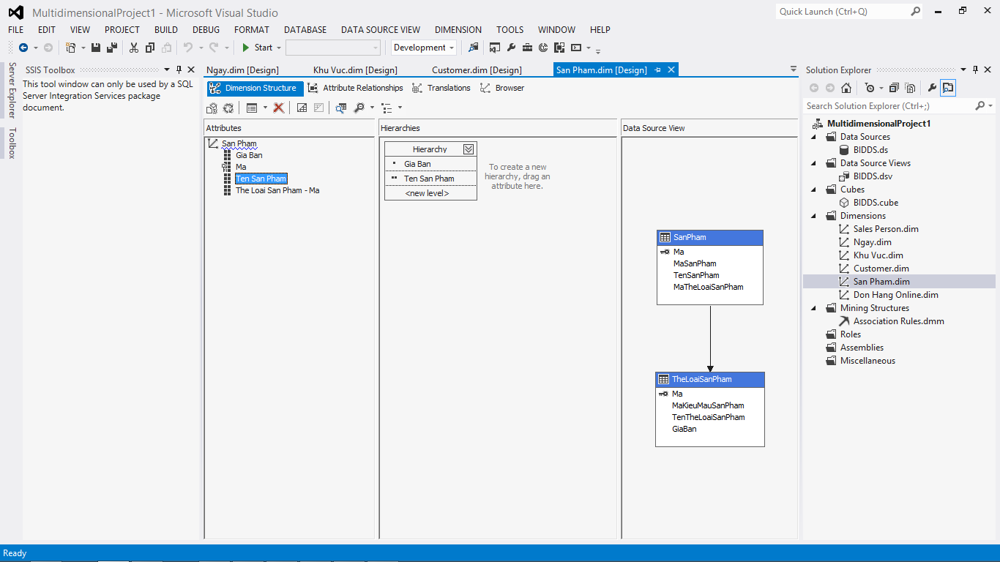 MultidimensionalProject1 - Microsoft Visual Studio
Quick Launch (Ctrl+Q)
FILE EDIT VIEW PROJECT BUILD DEBUG FORMAT DATABASE DATA SOURCE VIEW DIMENSION TOOLS WINDOW HELP
Start
Development
Server Explorer
Toolbox
SSIS Toolbox
This tool window can only be used by a SQL
Server Integration Services package
document.
Ngay.dim [Design] Khu Vuc.dim [Design] Customer.dim [Design] San Pham.dim [Design]
Dimension Structure Attribute Relationships Translations Browser
Attributes
San Pham
Gia Ban
Ma
Ten San Pham
The Loai San Pham - Ma
Hierarchies
Hierarchy
Gia Ban
Ten San Pham
<new level>
To create a new
hierarchy, drag an
attribute here.
Data Source View
SanPham
Ma
MaSanPham
TenSanPham
MaTheLoaiSanPham
TheLoaiSanPham
Ma
MaKieuMauSanPham
TenTheLoaiSanPham
GiaBan
Solution Explorer
Search Solution Explorer (Ctrl+;)
MultidimensionalProject1
Data Sources
BIDDS.ds
Data Source Views
BIDDS.dsv
Cubes
BIDDS.cube
Dimensions
Sales Person.dim
Ngay.dim
Khu Vuc.dim
Customer.dim
San Pham.dim
Don Hang Online.dim
Mining Structures
Association Rules.dmm
Roles
Assemblies
Miscellaneous
Ready